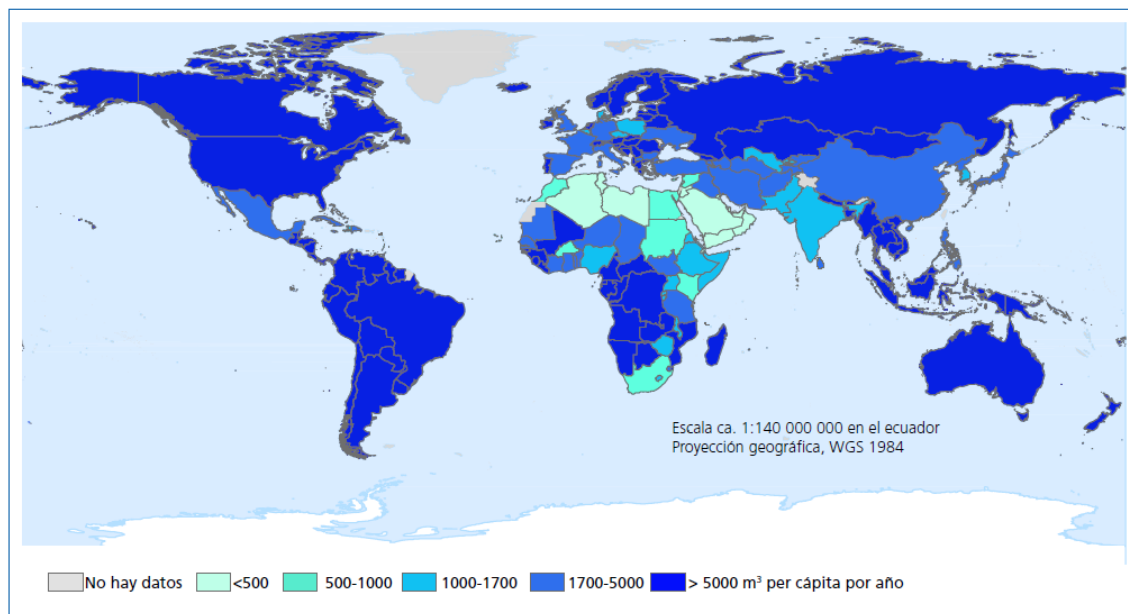 Escala ca. 1:140 000 000 en el ecuador
Proyección geográfica, WGS 1984
No hay datos <500 500-1000 1000-1700 1700-5000 > 5000 m³ per cápita por año